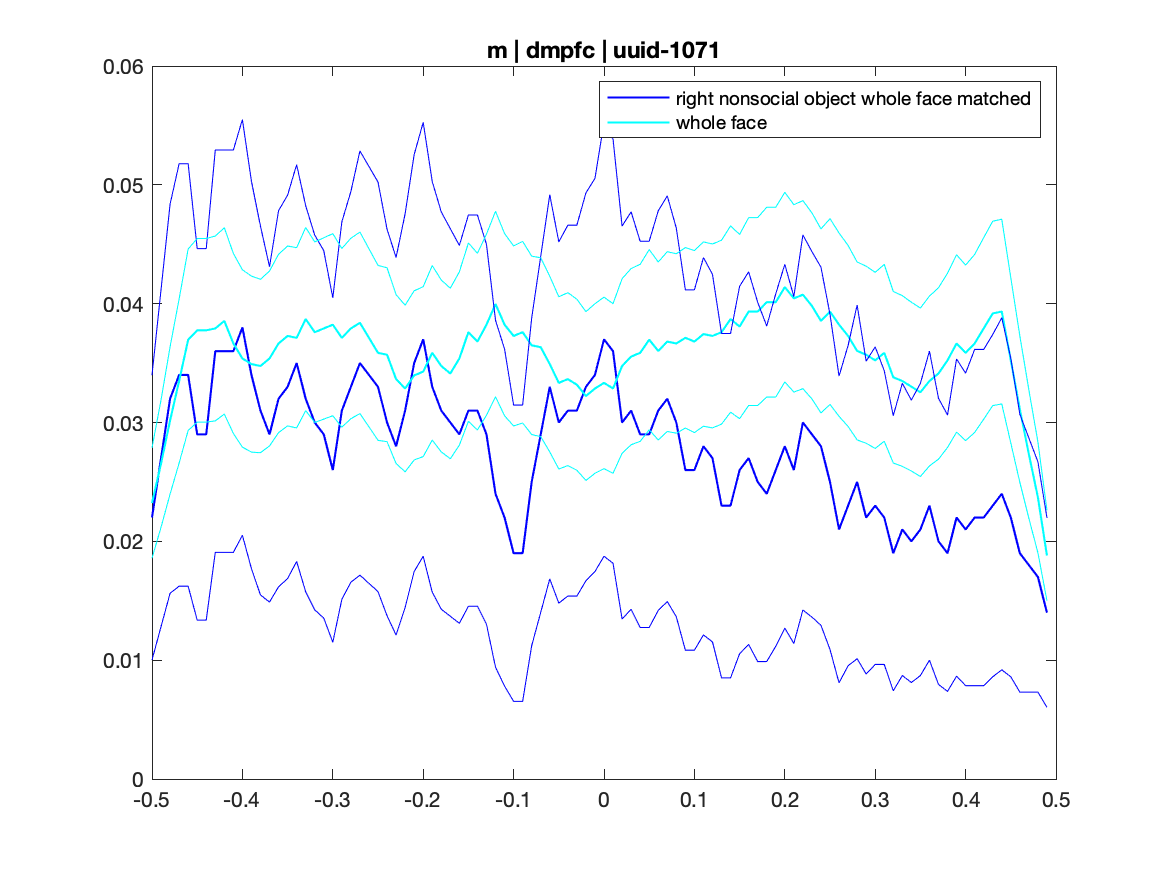 m | dmpfc | uuid-1071
right nonsocial object whole face matched
whole face
0.06
0.05
0.04
0.03
0.02
0.01
0
-0.5 -0.4 -0.3 -0.2 -0.1 0 0.1 0.2 0.3 0.4 0.5